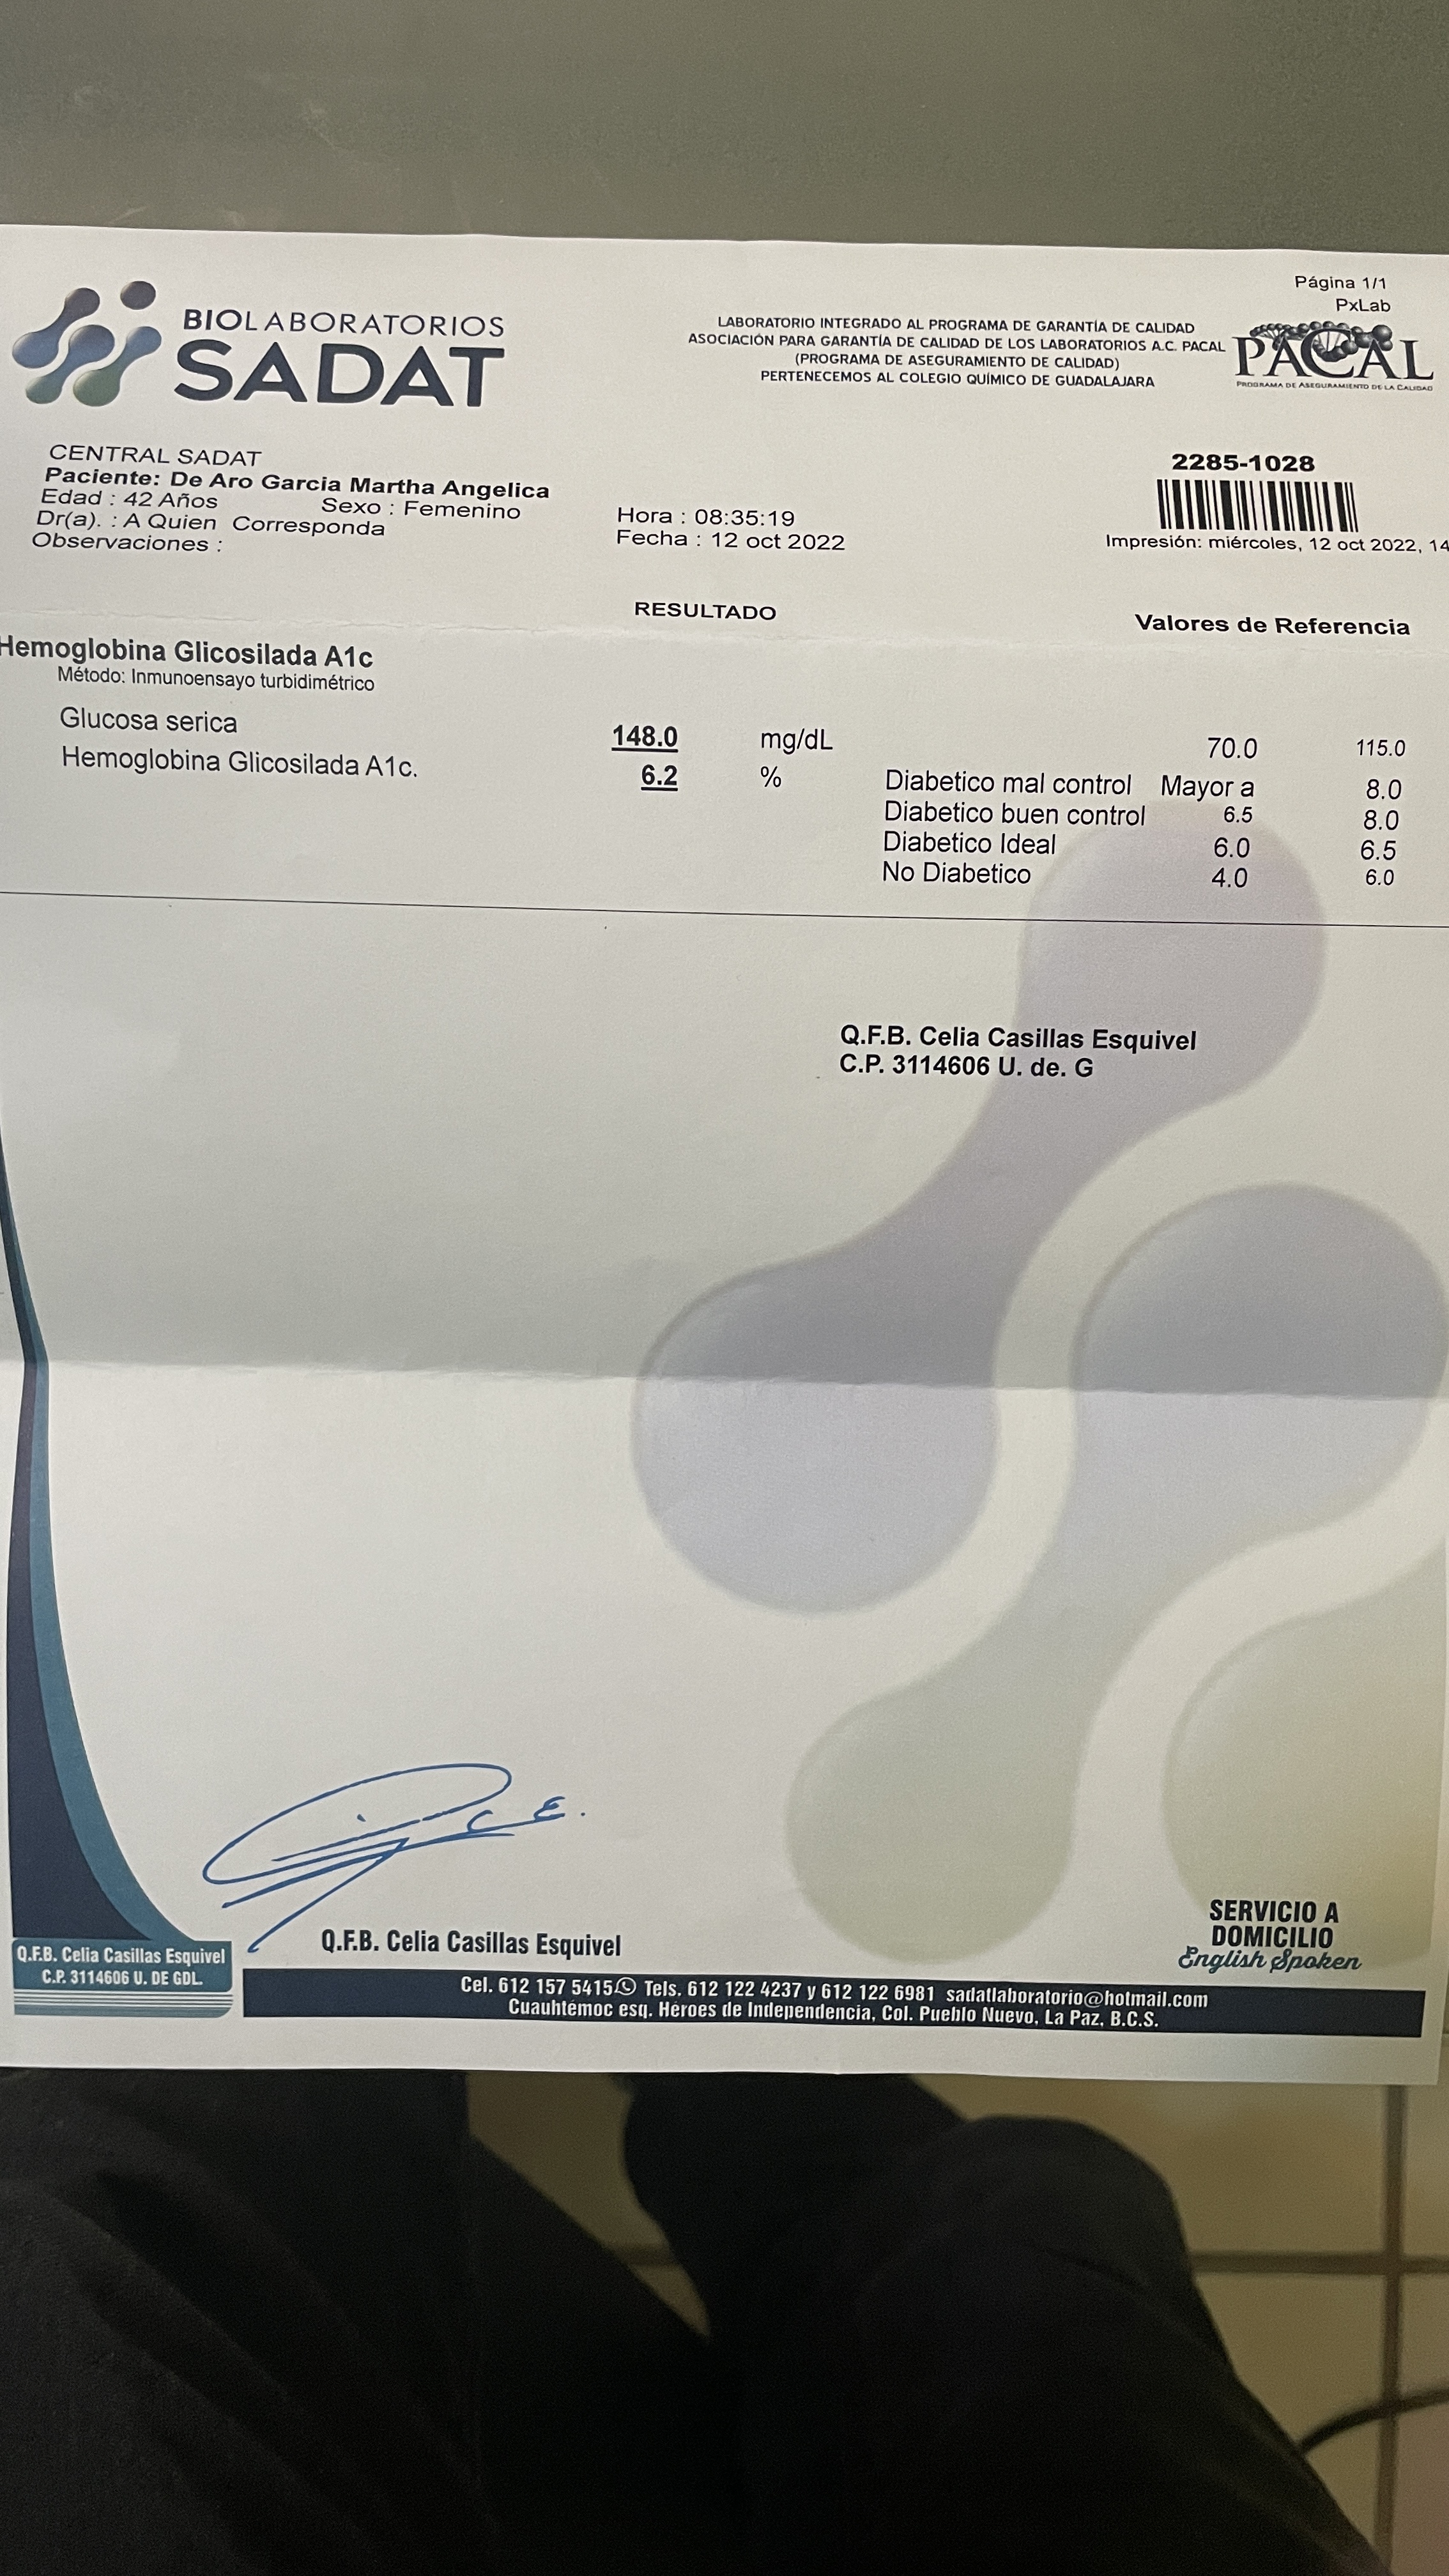 Página 1/1
PxLab
BIOLABORATORIOS
SADAT
LABORATORIO INTEGRADO AL PROGRAMA DE GARANTÍA DE CALIDAD
ASOCIACIÓN PARA GARANTÍA DE CALIDAD DE LOS LABORATORIOS A.C. PACAL
(PROGRAMA DE ASEGURAMIENTO DE CALIDAD)
PERTENECEMOS AL COLEGIO QUÍMICO DE GUADALAJARA
PACAL
PROGRAMA DE ASEGURAMIENTO DE LA CALIDAD
CENTRAL SADAT
Paciente: De Aro Garcia Martha Angelica
Edad : 42 Años Sexo : Femenino
Dr(a). : A Quien Corresponda
Observaciones :
Hora : 08:35:19
Fecha : 12 oct 2022
2285-1028
Impresión: miércoles, 12 oct 2022, 14
RESULTADO Valores de Referencia
Hemoglobina Glicosilada A1c
Método: Inmunoensayo turbidimétrico
Glucosa serica 148.0 mg/dL 70.0 115.0
Hemoglobina Glicosilada A1c. 6.2 % Diabetico mal control Mayor a 8.0
Diabetico buen control 6.5 8.0
Diabetico Ideal 6.0 6.5
No Diabetico 4.0 6.0
Q.F.B. Celia Casillas Esquivel
C.P. 3114606 U. de. G
C E.
Q.F.B. Celia Casillas Esquivel
Q.F.B. Celia Casillas Esquivel
C.P. 3114606 U. DE GDL.
SERVICIO A
DOMICILIO
English Spoken
Cel. 612 157 5415 Tels. 612 122 4237 y 612 122 6981 sadatlaboratorio@hotmail.com
Cuauhtémoc esq. Héroes de Independencia, Col. Pueblo Nuevo, La Paz, B.C.S.